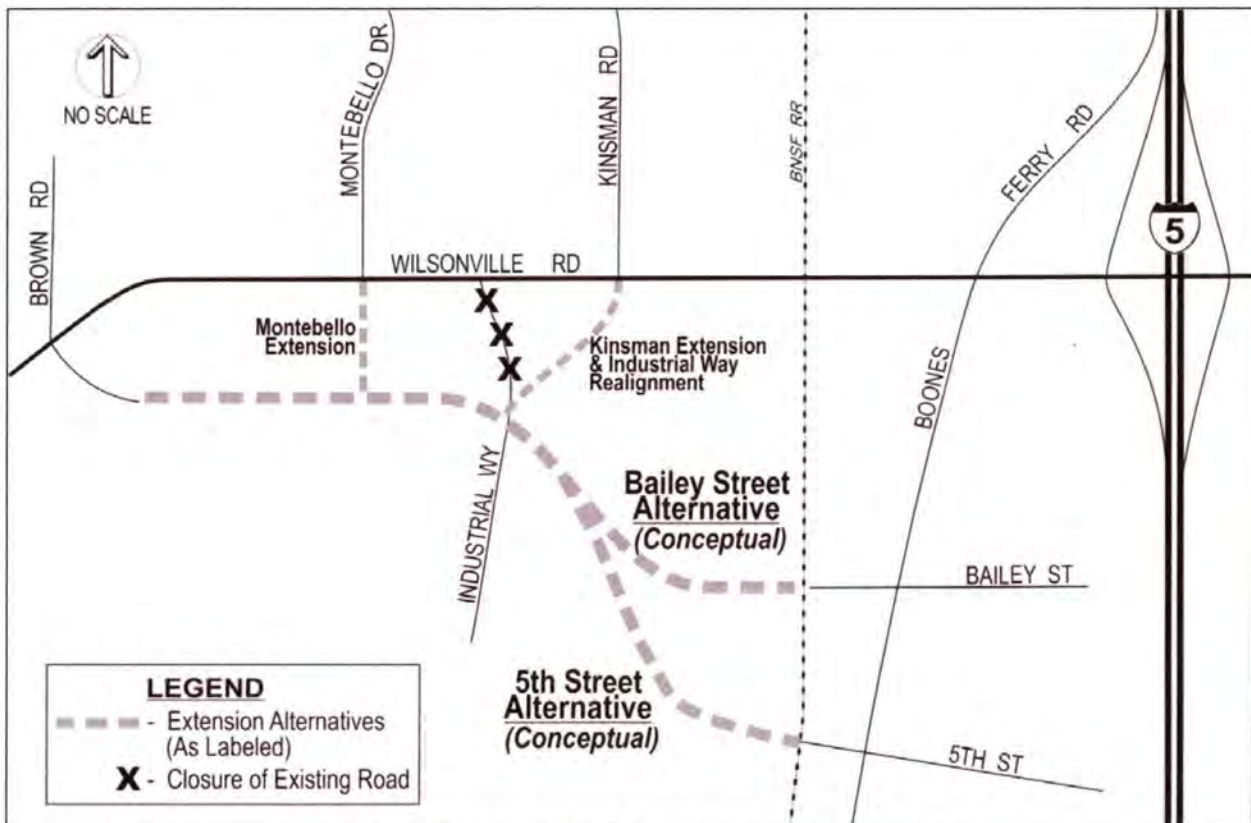 NO SCALE
BROWN RD
MONTEBELLO DR
KINSMAN RD
BNSF RR
FERRY RD
5
WILSONVILLE RD
Montebello
Extension
Kinsman Extension
& Industrial Way
Realignment
BOONES
INDUSTRIAL WY
Bailey Street
Alternative
(Conceptual)
BAILEY ST
5th Street
Alternative
(Conceptual)
5TH ST
LEGEND
- Extension Alternatives
(As Labeled)
X - Closure of Existing Road